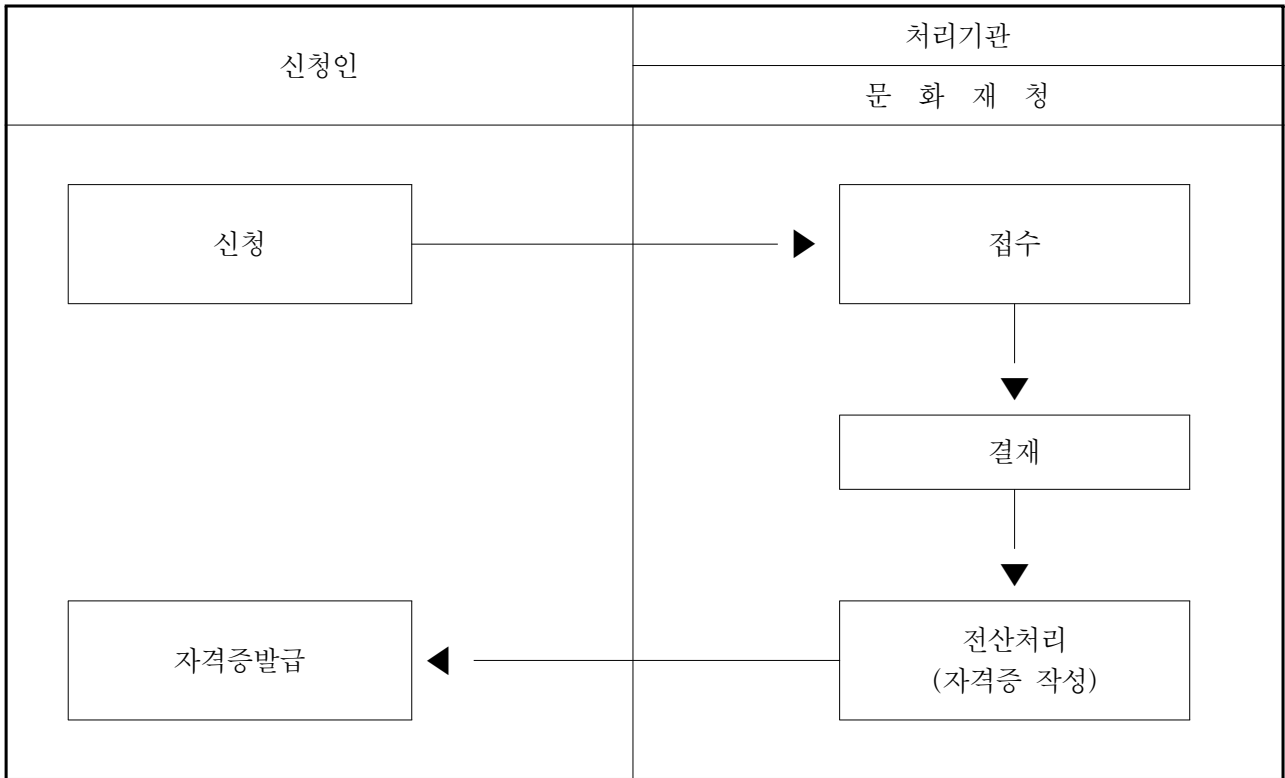 신청인
처리기관
문 화 재 청
신청
접수
결재
자격증발급
전산처리
(자격증 작성)